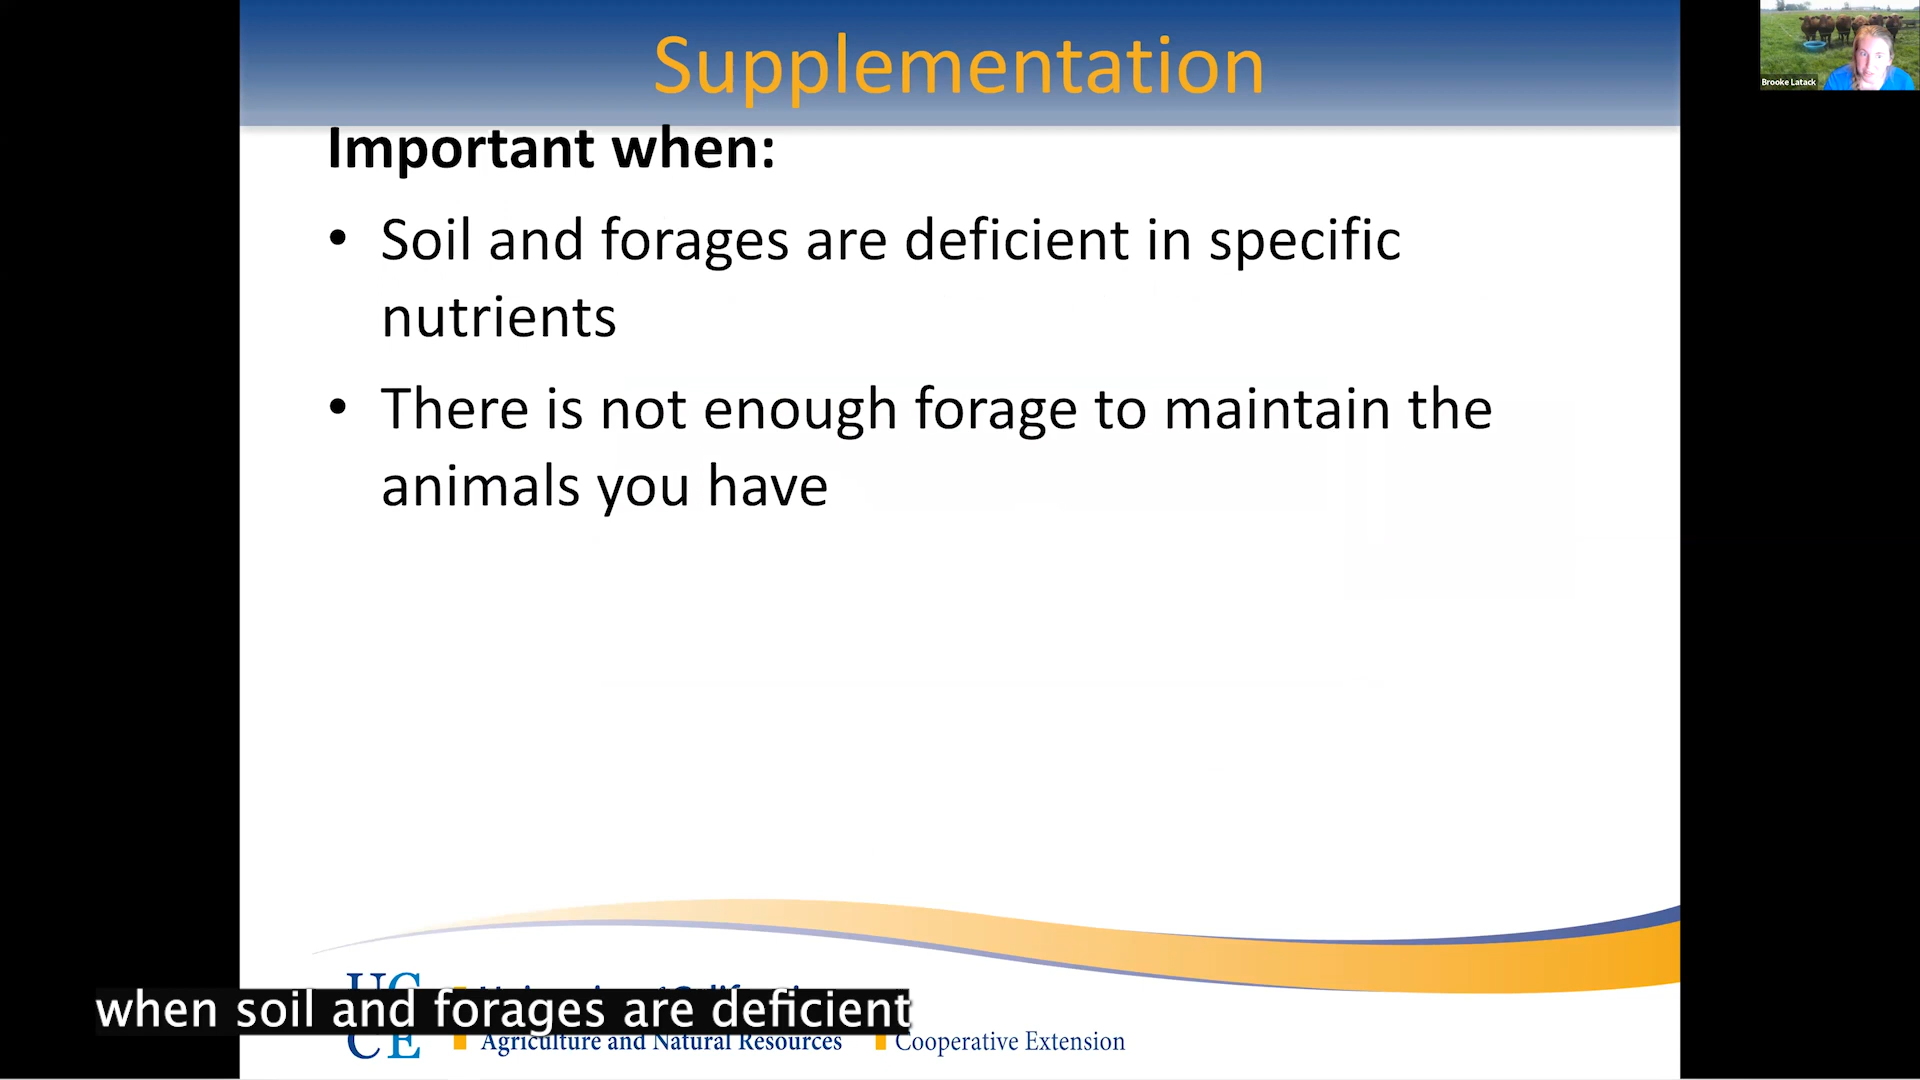 Supplementation
Brooke Latack
Important when:
• Soil and forages are deficient in specific
nutrients
• There is not enough forage to maintain the
animals you have
when soil and forages are deficient
Agriculture and Natural Resources
Cooperative Extension